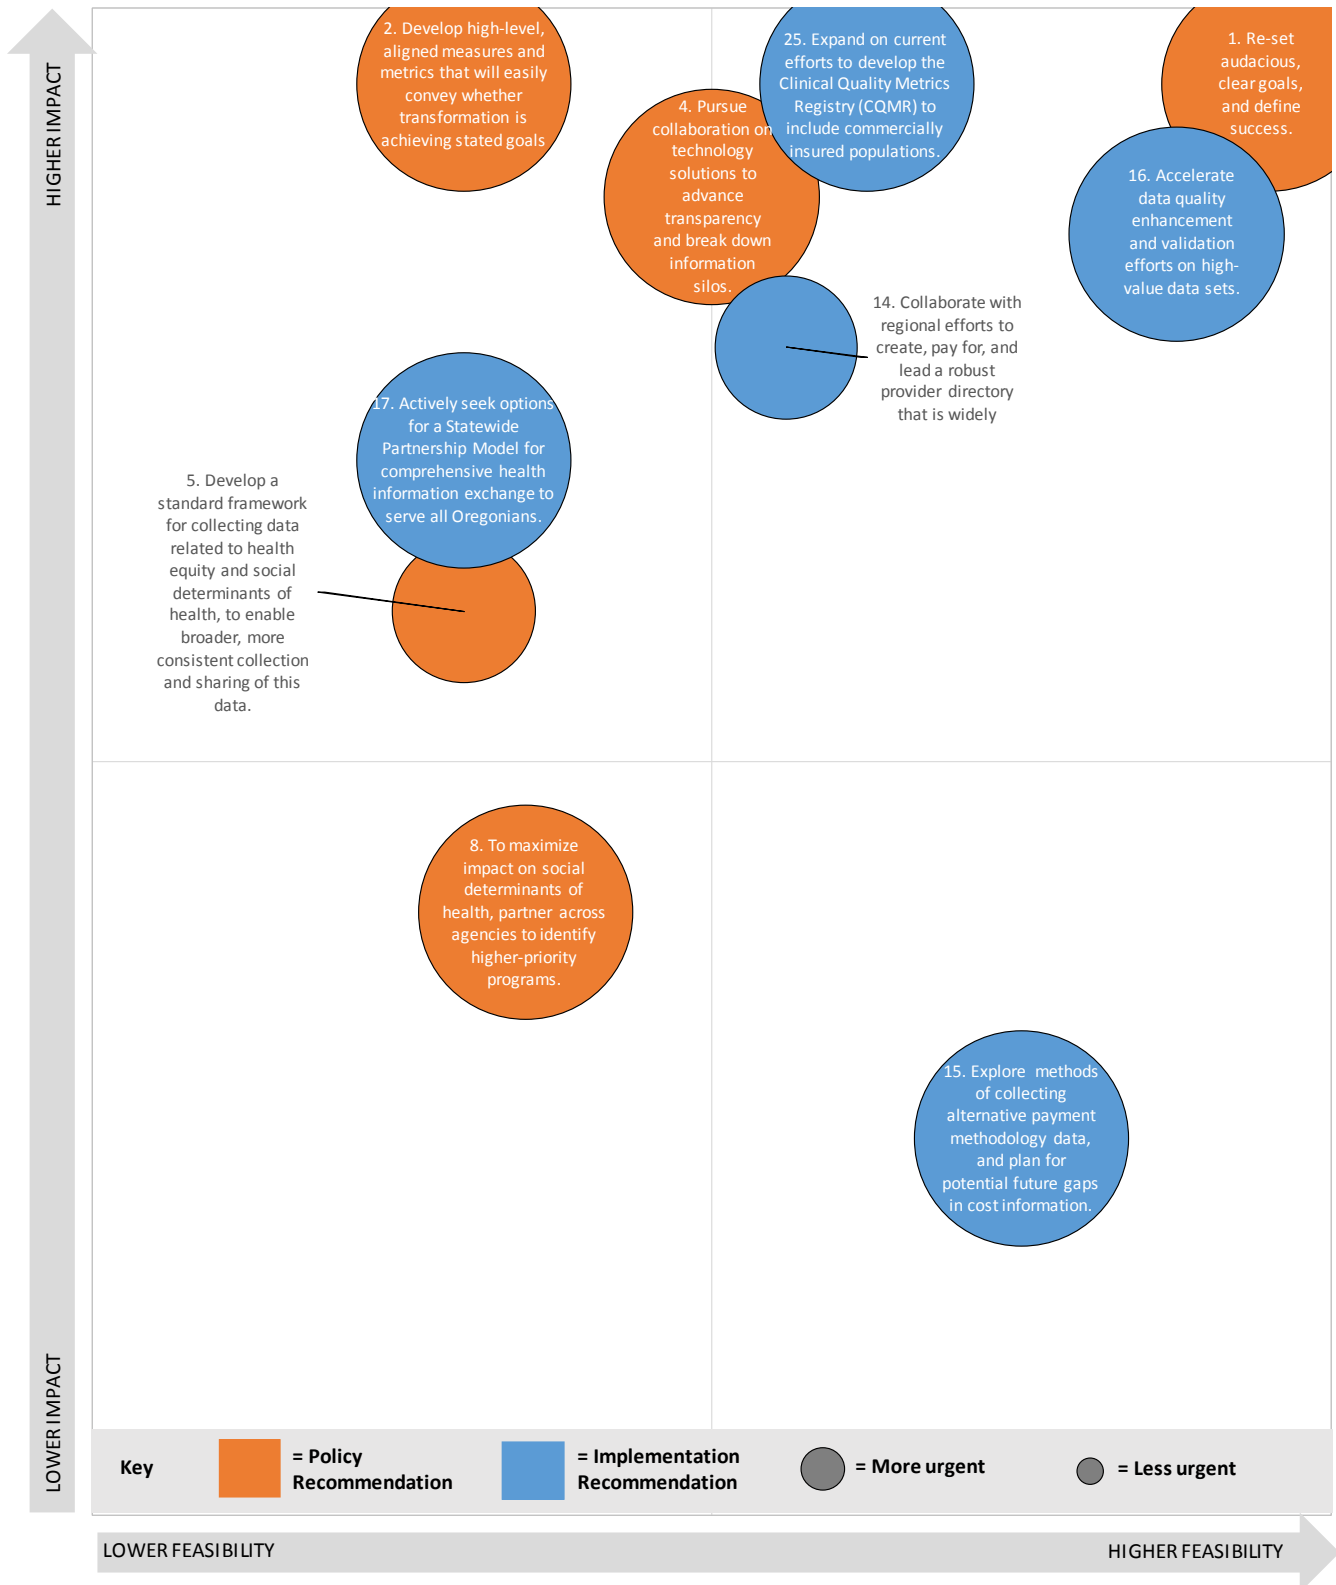 HIGHER IMPACT
2. Develop high-level,
aligned measures and
metrics that will easily
convey whether
transformation is
achieving stated goals
25. Expand on current
efforts to develop the
Clinical Quality Metrics
Registry (CQMR) to
include commercially
insured populations.
1. Re-set
audacious,
clear goals,
and define
success.
4. Pursue
collaboration on
technology
solutions to
advance
transparency
and break down
information
silos.
16. Accelerate
data quality
enhancement
and validation
efforts on high-
value data sets.
14. Collaborate with
regional efforts to
create, pay for, and
lead a robust
provider directory
that is widely
17. Actively seek options
for a Statewide
Partnership Model for
comprehensive health
information exchange to
serve all Oregonians.
5. Develop a
standard framework
for collecting data
related to health
equity and social
determinants of
health, to enable
broader, more
consistent collection
and sharing of this
data.
8. To maximize
impact on social
determinants of
health, partner across
agencies to identify
higher-priority
programs.
15. Explore methods
of collecting
alternative payment
methodology data,
and plan for
potential future gaps
in cost information.
LOWER IMPACT
Key
= Policy
Recommendation
= Implementation
Recommendation
= More urgent
= Less urgent
LOWER FEASIBILITY
HIGHER FEASIBILITY